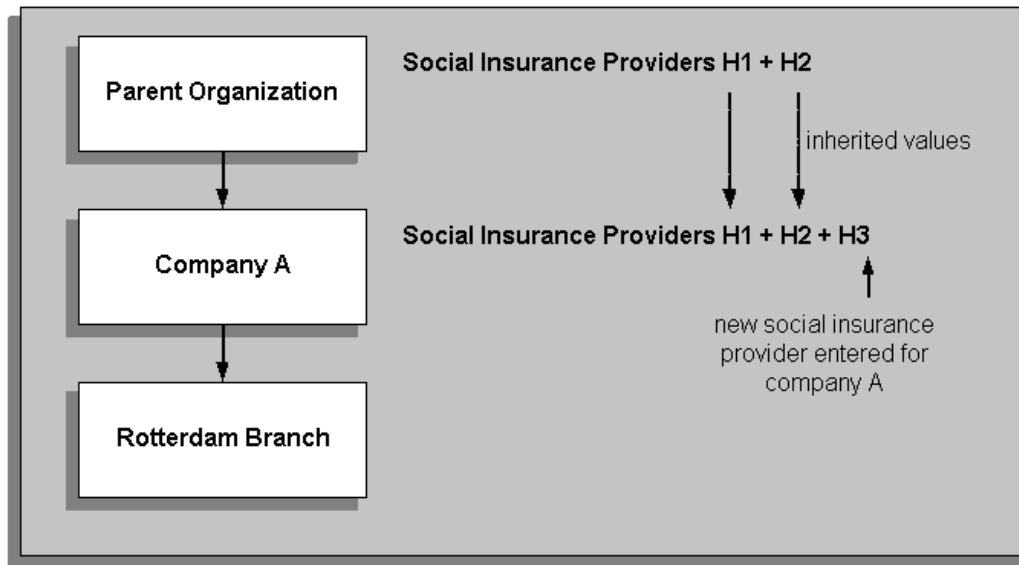 Parent Organization
Social Insurance Providers H1 + H2
inherited values
Company A
Social Insurance Providers H1 + H2 + H3
new social insurance
provider entered for
company A
Rotterdam Branch